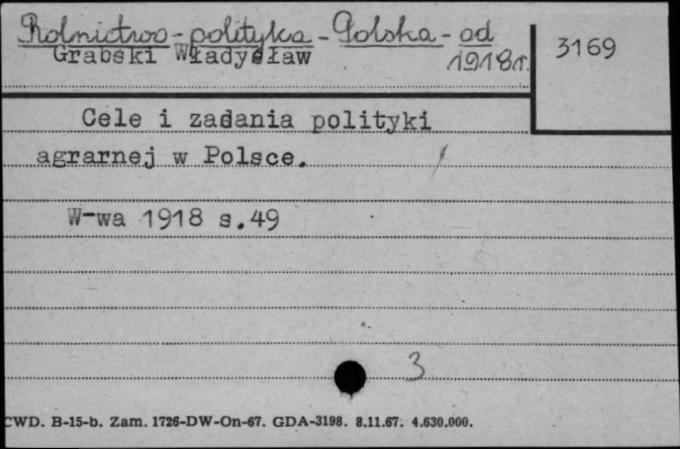 Rolnictwo - polityka - Polska - od
1918r.
3169
Grabski Władysław
Cele i zadania polityki
agrarnej w Polsce.
W-wa 1918 s.49
3
CWD. B-15-b. Zam. 1726-DW-On-67. GDA-3198. 8.11.67. 4.630.000.